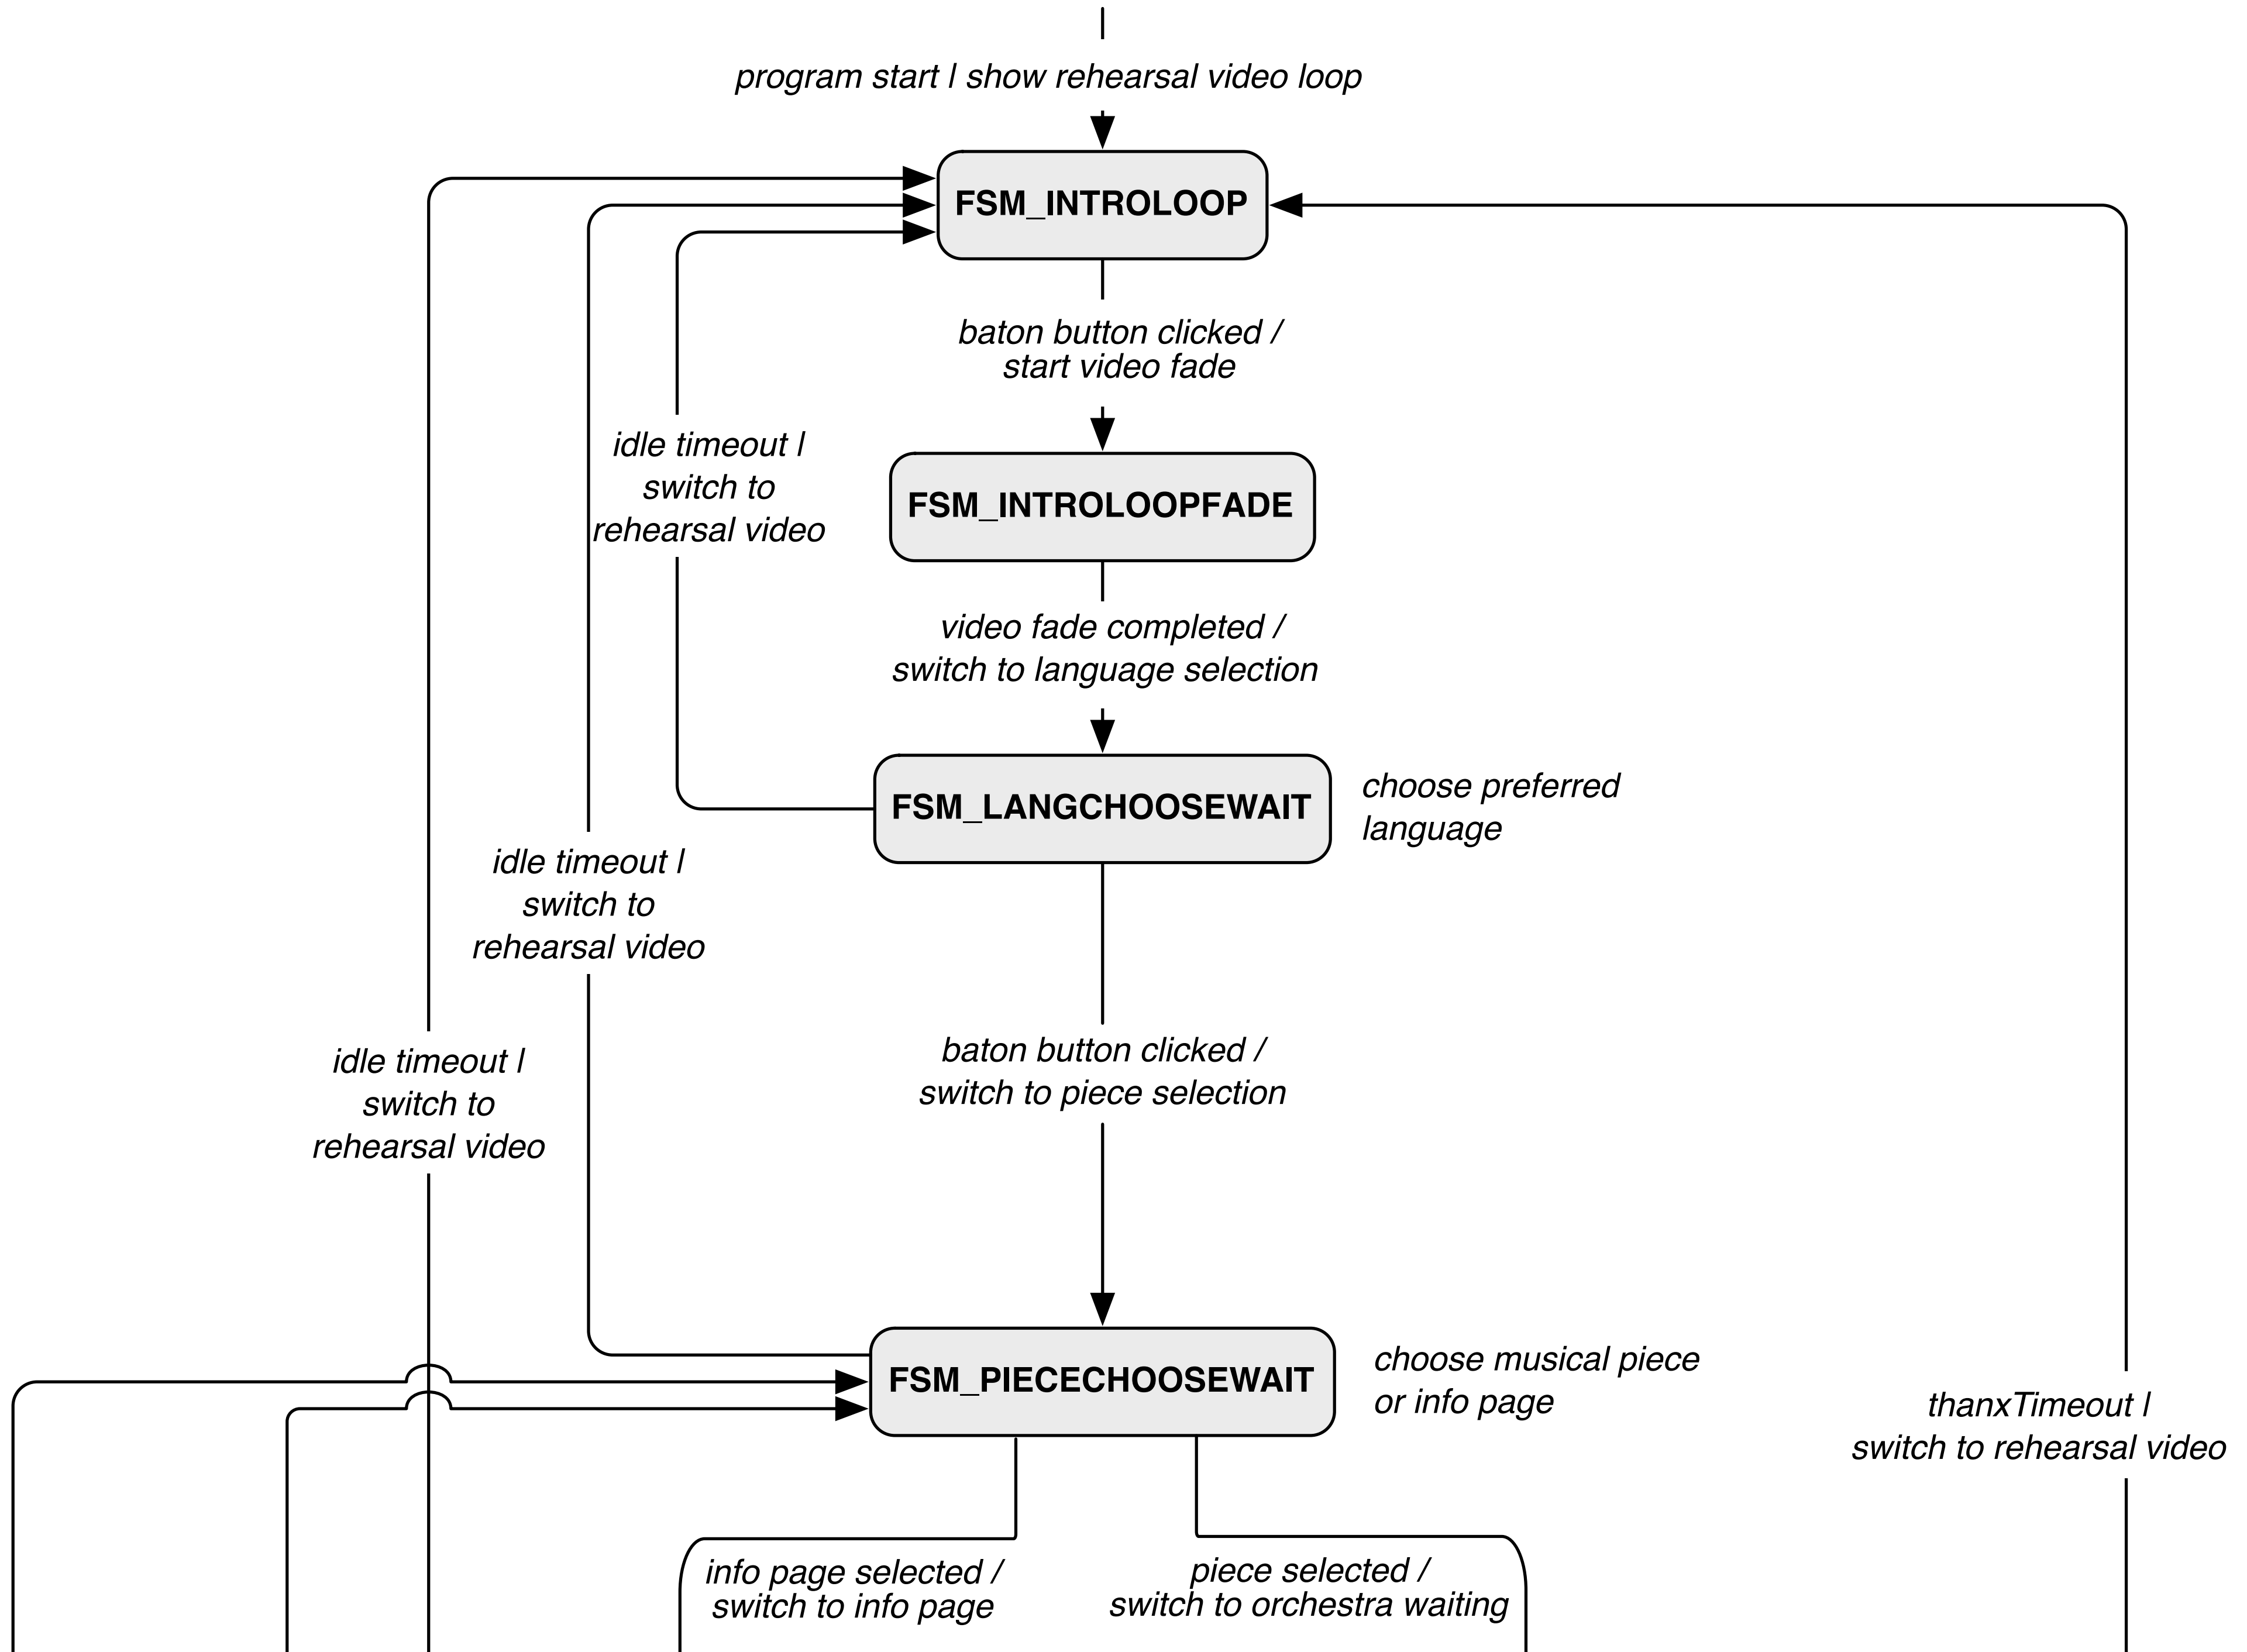 program start | show rehearsal video loop
FSM_INTROLOOP
baton button clicked /
start video fade
idle timeout |
switch to
rehearsal video
FSM_INTROLOOPFADE
video fade completed /
switch to language selection
FSM_LANGCHOOSEWAIT
choose preferred
language
idle timeout |
switch to
rehearsal video
idle timeout |
switch to
rehearsal video
baton button clicked /
switch to piece selection
FSM_PIECECHOOSEWAIT
choose musical piece
or info page
thanxTimeout |
switch to rehearsal video
info page selected /
switch to info page
piece selected /
switch to orchestra waiting